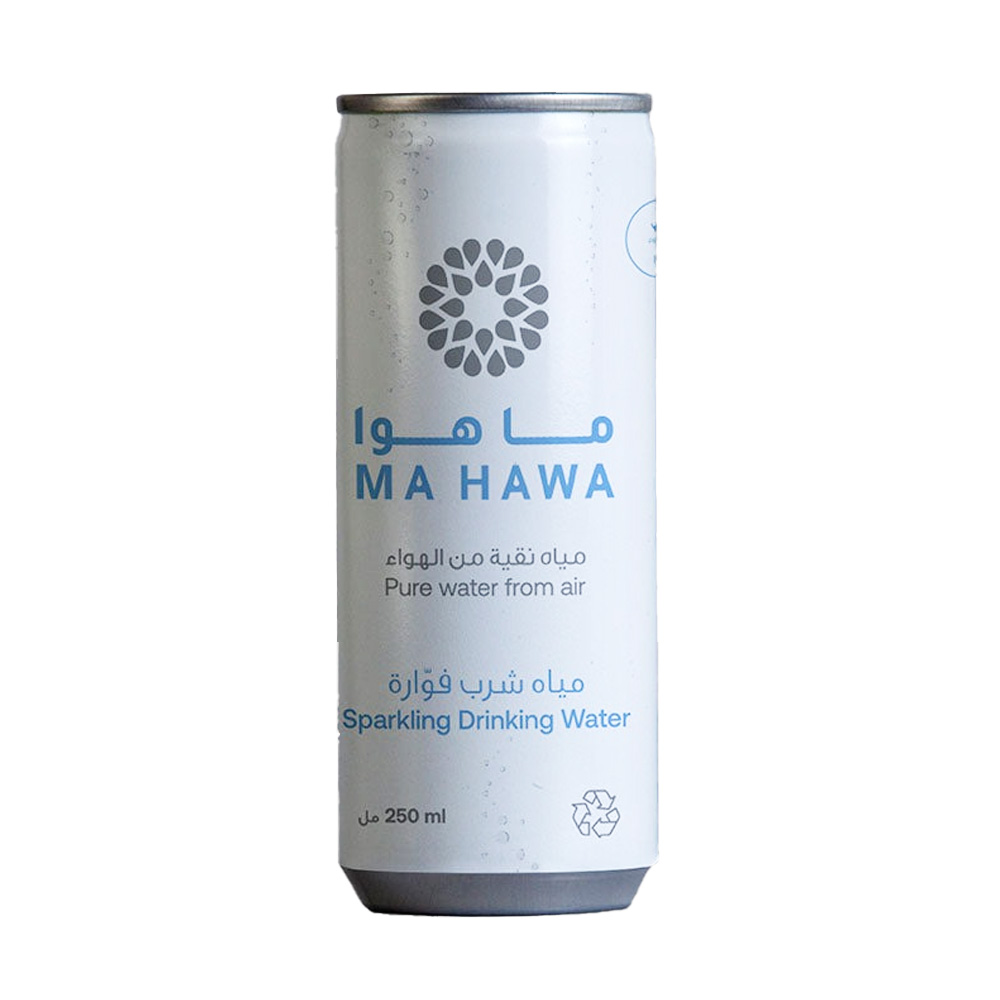 ما هوا
MA HAWA
مياه نقية من الهواء
Pure water from air
مياه شرب فوّارة
Sparkling Drinking Water
250 ml مل